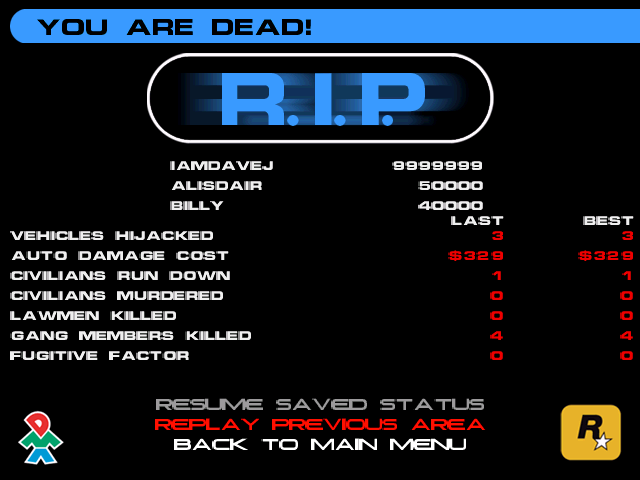 YOU ARE DEAD!
R.I.P.
IAMDAVEJ 9999999
ALISDAIR 50000
BILLY 40000
LAST BEST
VEHICLES HIJACKED 3 3
AUTO DAMAGE COST $329 $329
CIVILIANS RUN DOWN 1 1
CIVILIANS MURDERED 0 0
LAWMEN KILLED 0 0
GANG MEMBERS KILLED 4 4
FUGITIVE FACTOR 0 0
RESUME SAVED STATUS
REPLAY PREVIOUS AREA
BACK TO MAIN MENU
D
R